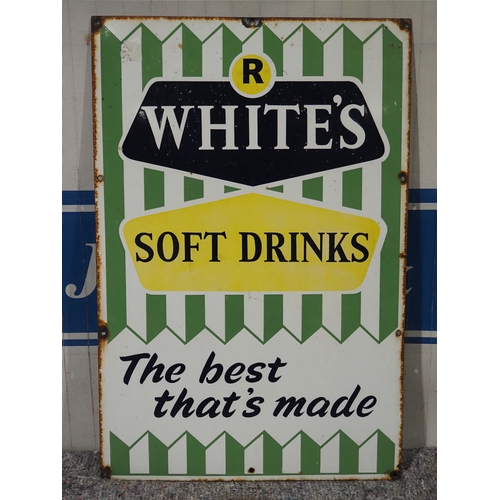 R
WHITE'S
SOFT DRINKS
The best
that's made